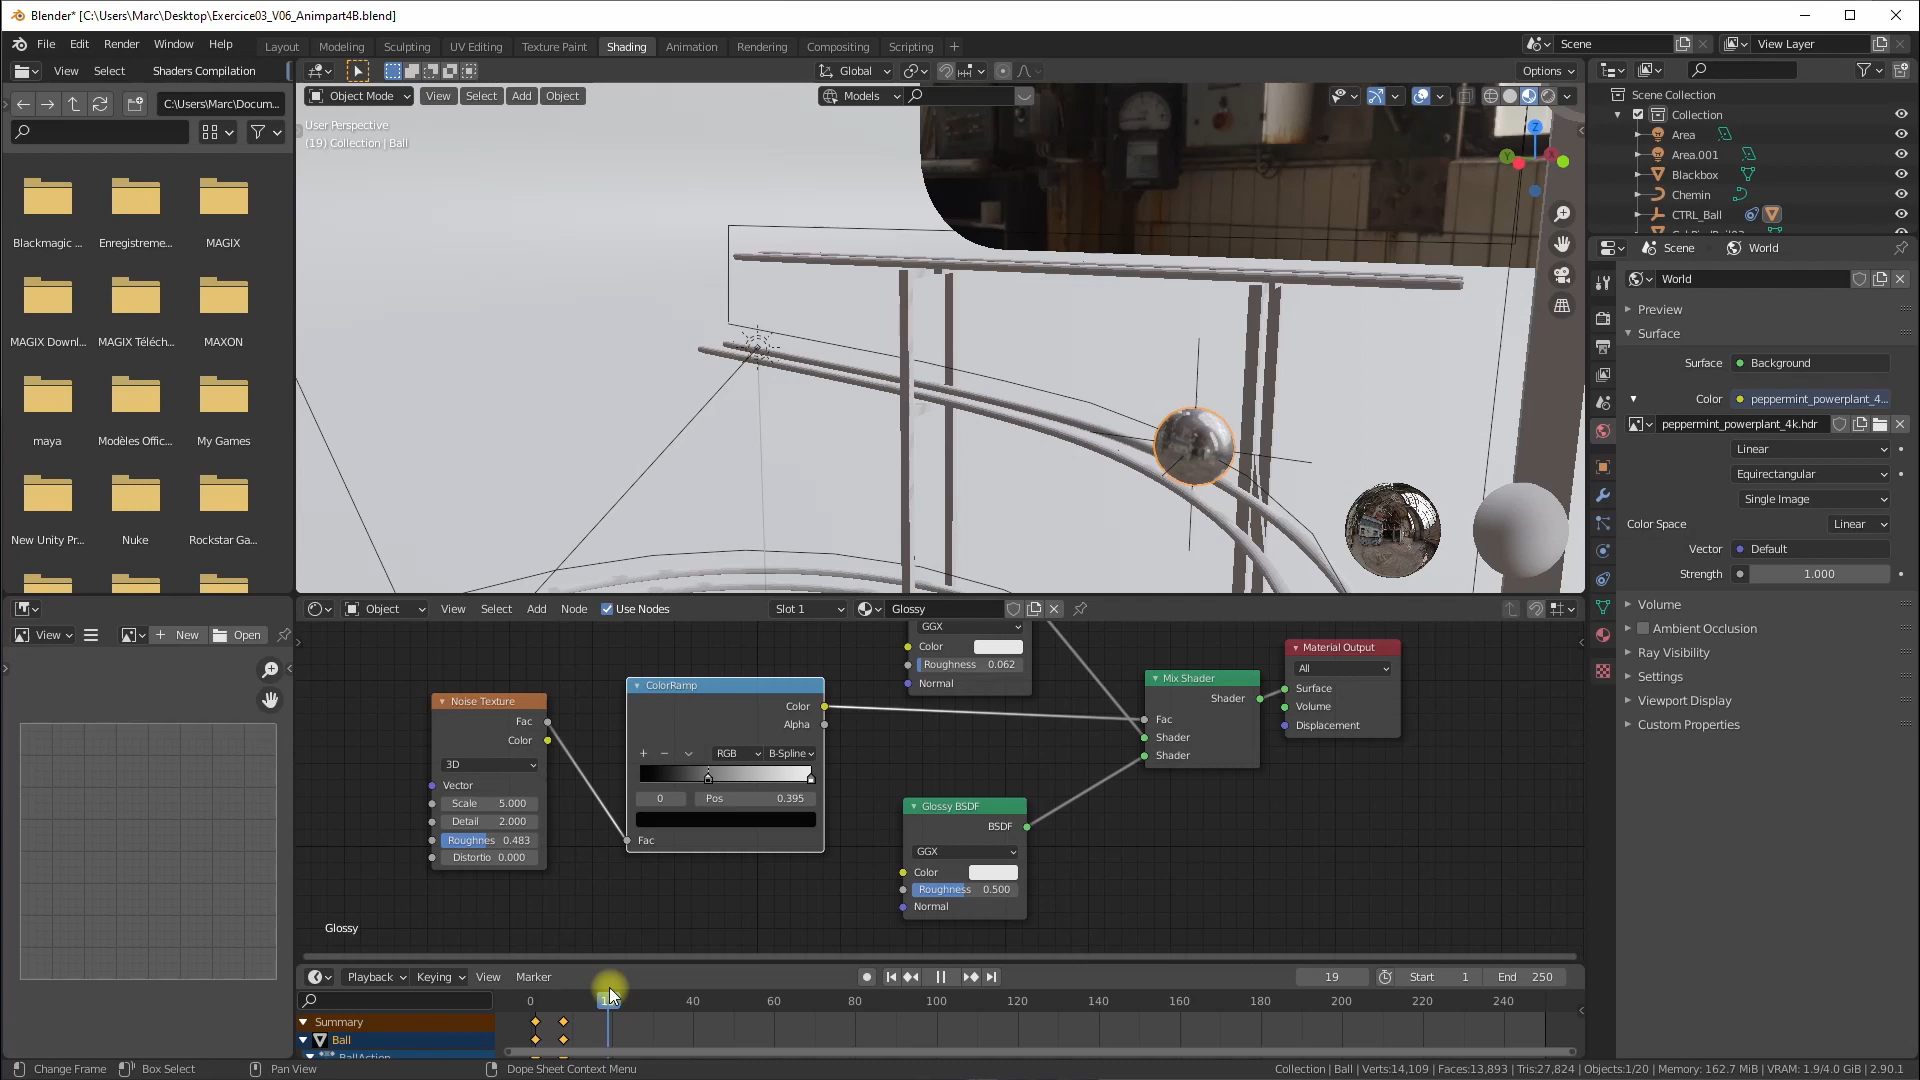 Blender* [C:\Users\Marc\Desktop\Exercice03_V06_Animpart4B.blend]
File Edit Render Window Help Layout Modeling Sculpting UV Editing Texture Paint Shading Animation Rendering Compositing Scripting + Scene View Layer
View Select Shaders Compilation Global Options
C:\Users\Marc\Docum...
Object Mode View Select Add Object Models
User Perspective
(19) Collection | Ball
Z
Y
X
Blackmagic ... Enregistreme... MAGIX
MAGIX Downl... MAGIX Téléch... MAXON
maya Modèles Offic... My Games
New Unity Pr... Nuke Rockstar Ga...
Scene Collection
Collection
Area
Area.001
Blackbox
Chemin
CTRL_Ball
Scene World
World
Preview
Surface
Surface Background
Color peppermint_powerplant_4...
peppermint_powerplant_4k.hdr
Linear
Equirectangular
Single Image
Color Space Linear
Vector Default
Strength 1.000
Volume
Ambient Occlusion
Ray Visibility
Settings
Viewport Display
Custom Properties
View New Open
Object View Select Add Node Use Nodes Slot 1 Glossy
GGX
Color
Roughness 0.062
Normal
Noise Texture
Fac
Color
3D
Vector
Scale 5.000
Detail 2.000
Roughnes 0.483
Distortio 0.000
ColorRamp
Color
Alpha
+ − RGB B-Spline
0 Pos 0.395
Fac
Glossy BSDF
BSDF
GGX
Color
Roughness 0.500
Normal
Mix Shader
Shader
Fac
Shader
Shader
Material Output
All
Surface
Volume
Displacement
Glossy
Playback Keying View Marker 19 Start 1 End 250
0 40 60 80 100 120 140 160 180 200 220 240
Summary
Ball
BallAction
Change Frame Box Select Pan View Dope Sheet Context Menu Collection | Ball | Verts:14,109 | Faces:13,893 | Tris:27,824 | Objects:1/20 | Memory: 162.7 MiB | VRAM: 1.9/4.0 GiB | 2.90.1